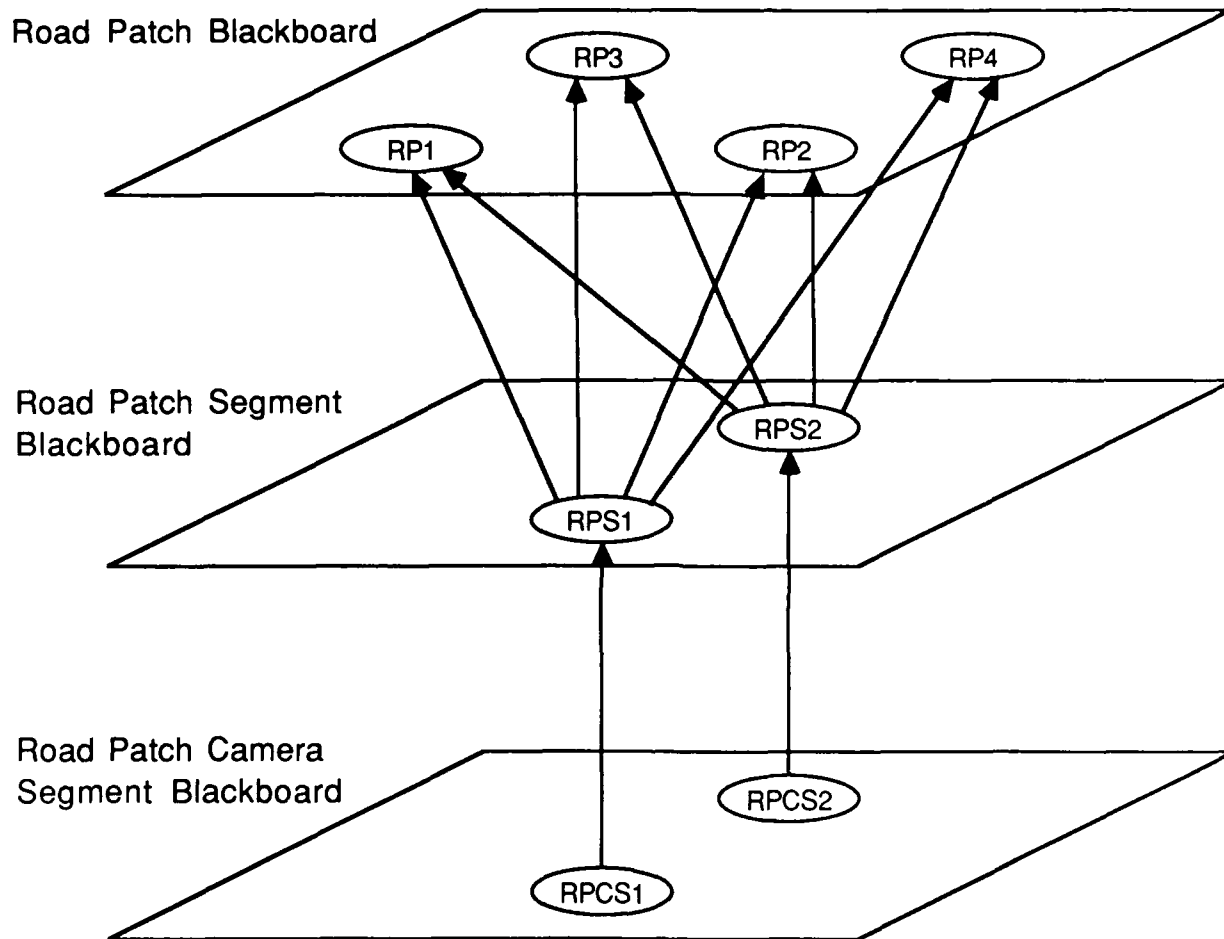 Road Patch Blackboard
RP3
RP4
RP1
RP2
Road Patch Segment
Blackboard
RPS2
RPS1
Road Patch Camera
Segment Blackboard
RPCS2
RPCS1